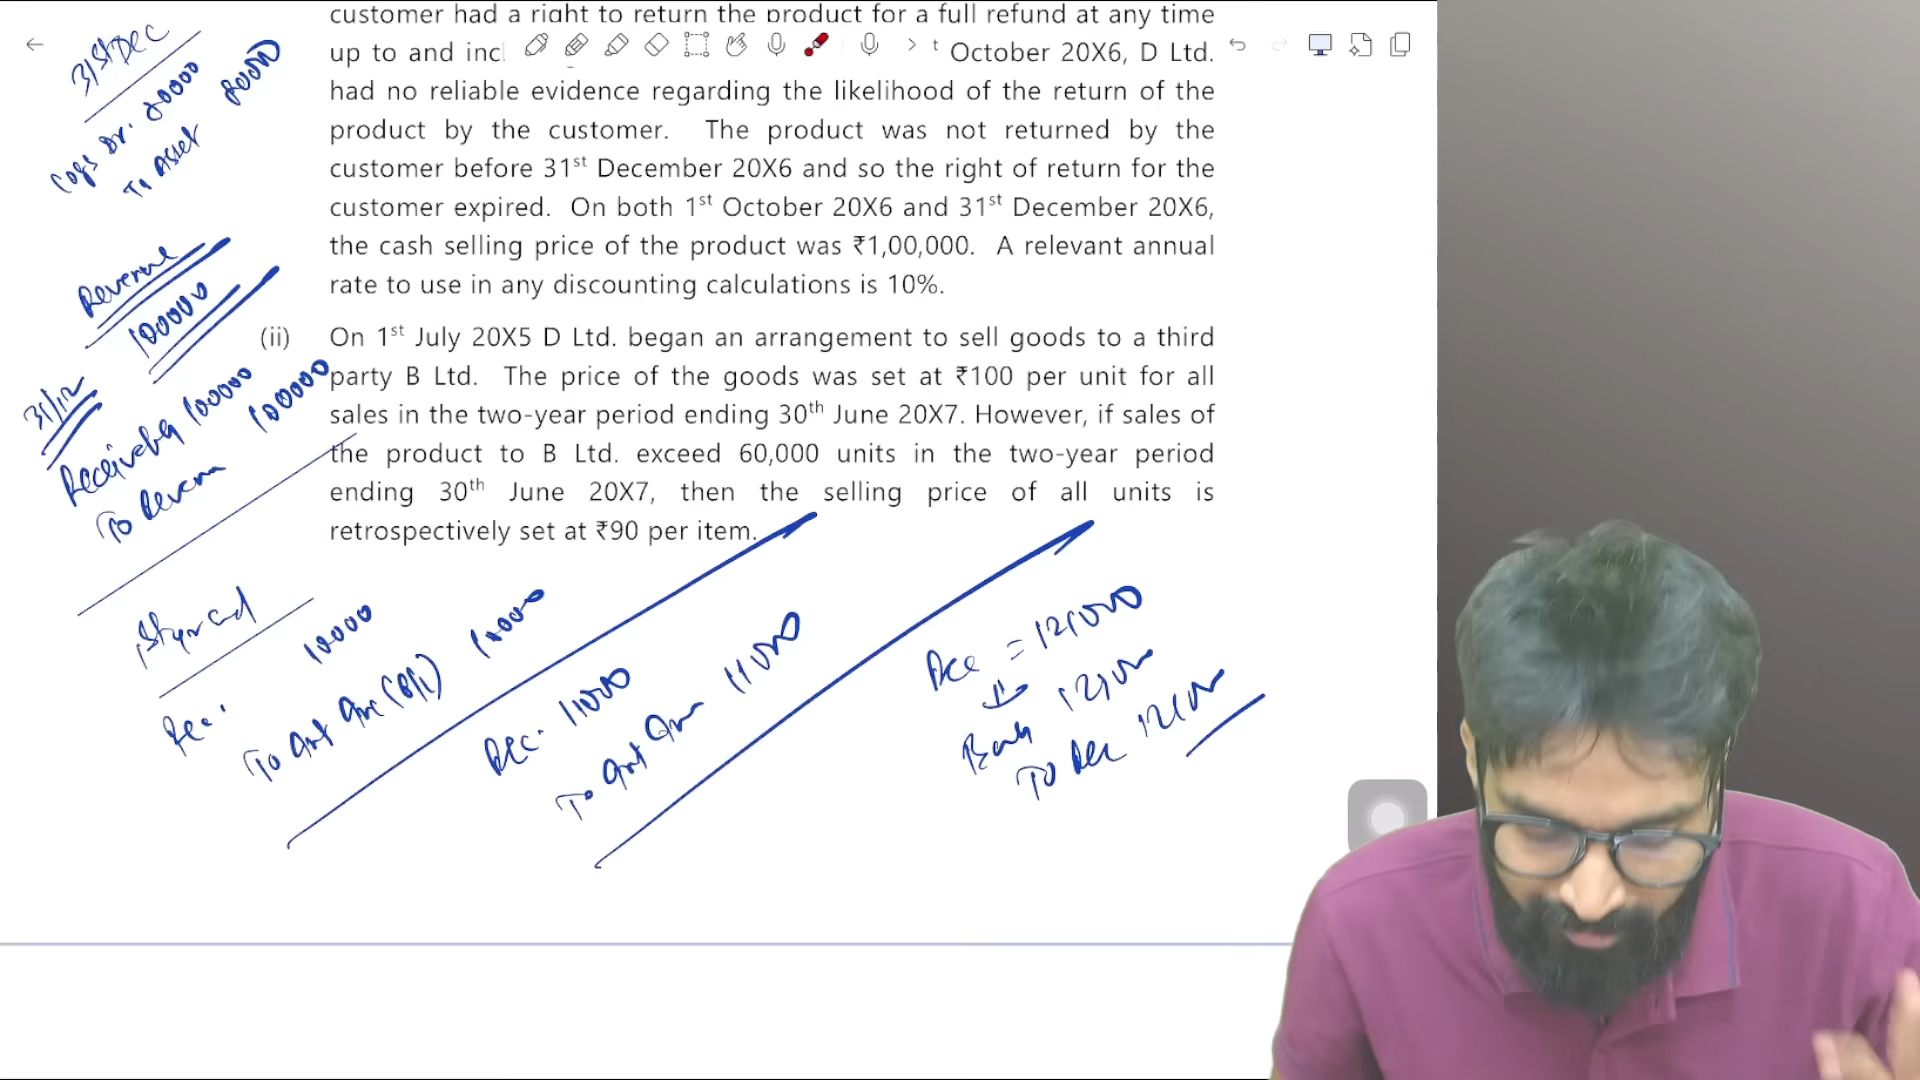 customer had a right to return the product for a full refund at any time
up to and incl t October 20X6, D Ltd.
had no reliable evidence regarding the likelihood of the return of the
product by the customer. The product was not returned by the
customer before 31st December 20X6 and so the right of return for the
customer expired. On both 1st October 20X6 and 31st December 20X6,
the cash selling price of the product was ₹1,00,000. A relevant annual
rate to use in any discounting calculations is 10%.
(ii) On 1st July 20X5 D Ltd. began an arrangement to sell goods to a third
party B Ltd. The price of the goods was set at ₹100 per unit for all
sales in the two-year period ending 30th June 20X7. However, if sales of
the product to B Ltd. exceed 60,000 units in the two-year period
ending 30th June 20X7, then the selling price of all units is
retrospectively set at ₹90 per item.
31st Dec
Cogs Dr. 80000
To Asset 80000
Revenue
100000
31/12
Receivables 100000
To Revenue 100000
Rec. 10000
To Int Inc (P/L) 10000
Rec. 11000
To Int Inc 11000
Rec = 121000
Bank 121000
To Rec 121000